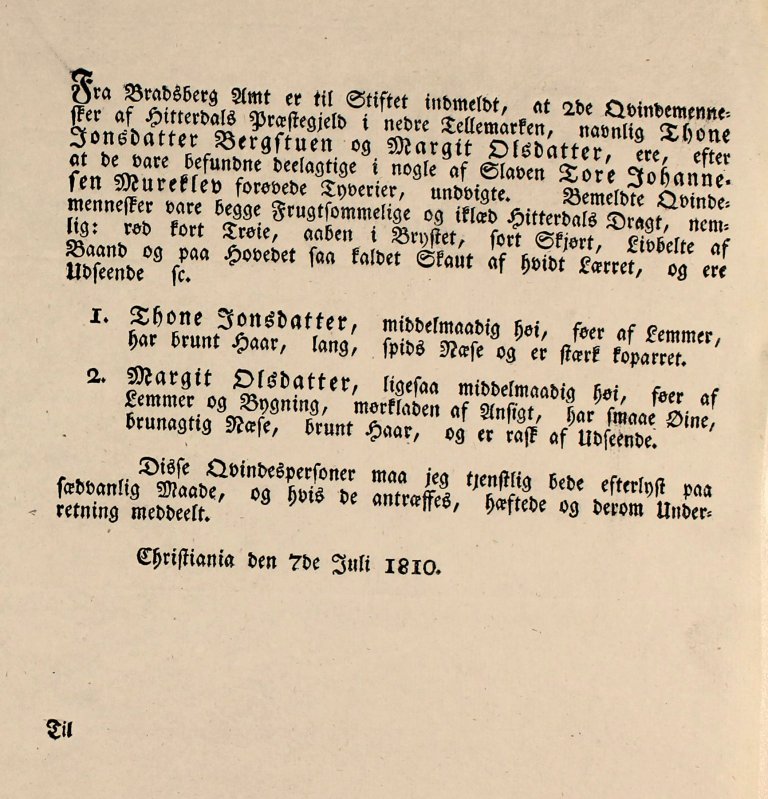 Fra Bradsberg Amt er til Stiftet indmeldt, at 2de Qvindemenne-
sker af Hitterdals Præstegjeld i nedre Tellemarken, navnlig Thone
Jonsdatter Bergstuen og Margit Olsdatter, ere, efter
at de vare befundne deelagtige i nogle af Slaven Tore Johanne-
sen Mureklev forøvede Tyverier, undvigte. Bemeldte Qvinde-
mennesker vare begge Frugtsommelige og iklæd Hitterdals Dragt, nem-
lig: rød kort Trøie, aaben i Brystet, sort Skjørt, Livbelte af
Baand og paa Hovedet saa kaldet Skaut af hvidt Lærret, og ere
Udseende sc.
1. Thone Jonsdatter, middelmaadig høi, føer af Lemmer,
har brunt Haar, lang, spids Næse og er stærk koparret.
2. Margit Olsdatter, ligesaa middelmaadig høi, føer af
Lemmer og Bygning, mørkladen af Ansigt, har smaae Øine,
brunagtig Næse, brunt Haar, og er rask af Udseende.
Disse Qvindespersoner maa jeg tjenstlig bede efterlyst paa
sædvanlig Maade, og hvis de antræffes, hæftede og derom Under-
retning meddeelt.
Christiania den 7de Juli 1810.
Til